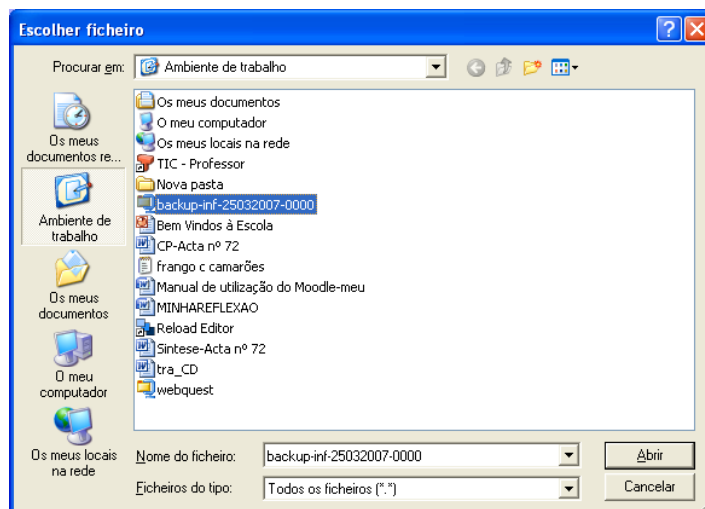 Escolher ficheiro
Procurar em: Ambiente de trabalho
Os meus documentos re...
Ambiente de trabalho
Os meus documentos
O meu computador
Os meus locais na rede
Os meus documentos
O meu computador
Os meus locais na rede
TIC - Professor
Nova pasta
backup-inf-25032007-0000
Bem Vindos à Escola
CP-Acta nº 72
frango c camarões
Manual de utilização do Moodle-meu
MINHAREFLEXAO
Reload Editor
Sintese-Acta nº 72
tra_CD
webquest
Nome do ficheiro: backup-inf-25032007-0000 Abrir
Ficheiros do tipo: Todos os ficheiros (*.*) Cancelar